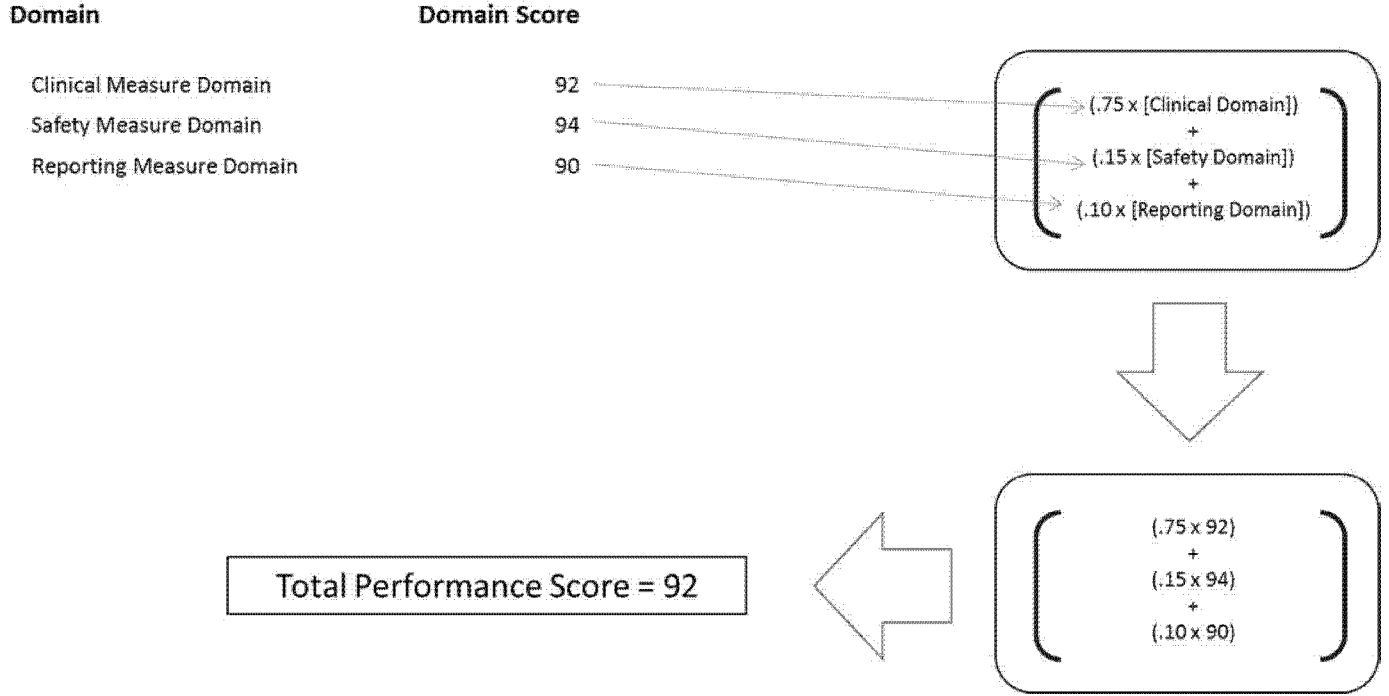 Domain Domain Score
Clinical Measure Domain 92
Safety Measure Domain 94
Reporting Measure Domain 90
(.75 x [Clinical Domain])
+
(.15 x [Safety Domain])
+
(.10 x [Reporting Domain])
(.75 x 92)
+
(.15 x 94)
+
(.10 x 90)
Total Performance Score = 92